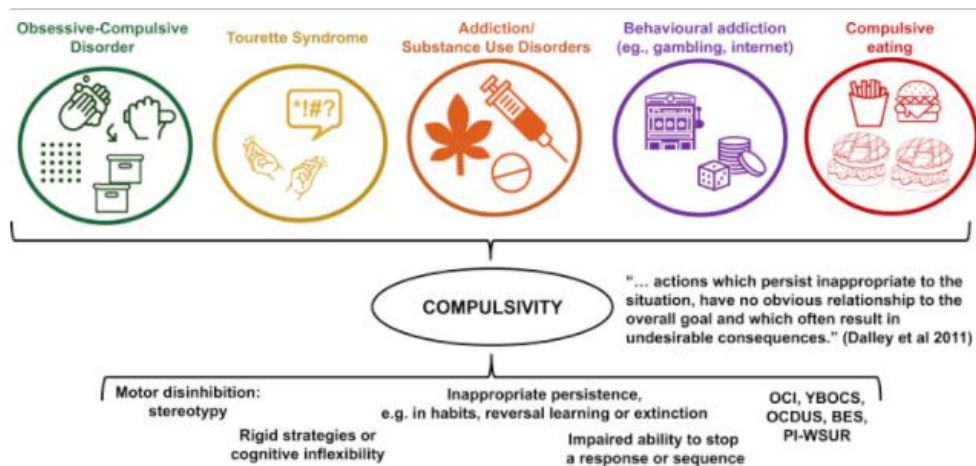 Obsessive-Compulsive
Disorder
Tourette Syndrome
Addiction/
Substance Use Disorders
Behavioural addiction
(eg., gambling, internet)
Compulsive
eating
*!#?
COMPULSIVITY
“... actions which persist inappropriate to the
situation, have no obvious relationship to the
overall goal and which often result in
undesirable consequences.” (Dalley et al 2011)
Motor disinhibition:
stereotypy
Rigid strategies or
cognitive inflexibility
Inappropriate persistence,
e.g. in habits, reversal learning or extinction
Impaired ability to stop
a response or sequence
OCI, YBOCS,
OCDUS, BES,
PI-WSUR